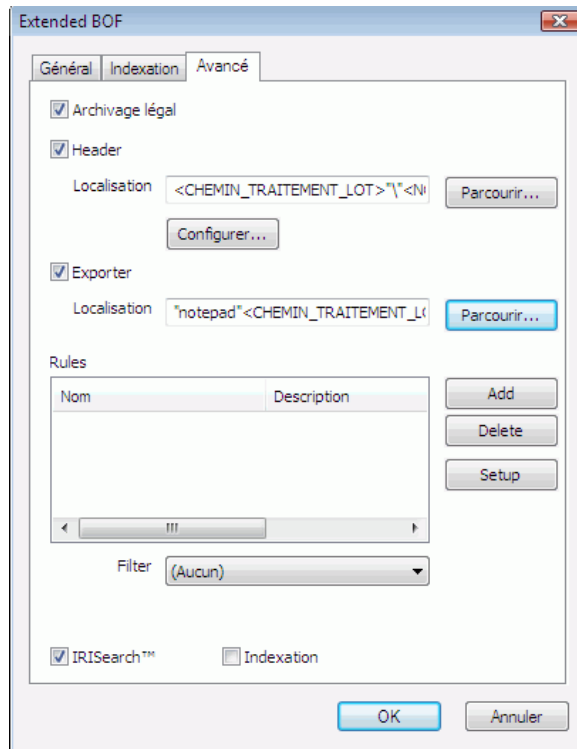 Extended BOF
Général Indexation Avancé
Archivage légal
Header
Localisation <CHEMIN_TRAITEMENT_LOT>"\"<N Parcourir...
Configurer...
Exporter
Localisation "notepad"<CHEMIN_TRAITEMENT_L Parcourir...
Rules
Nom Description
Add
Delete
Setup
Filter (Aucun)
IRISearch™ Indexation
OK Annuler